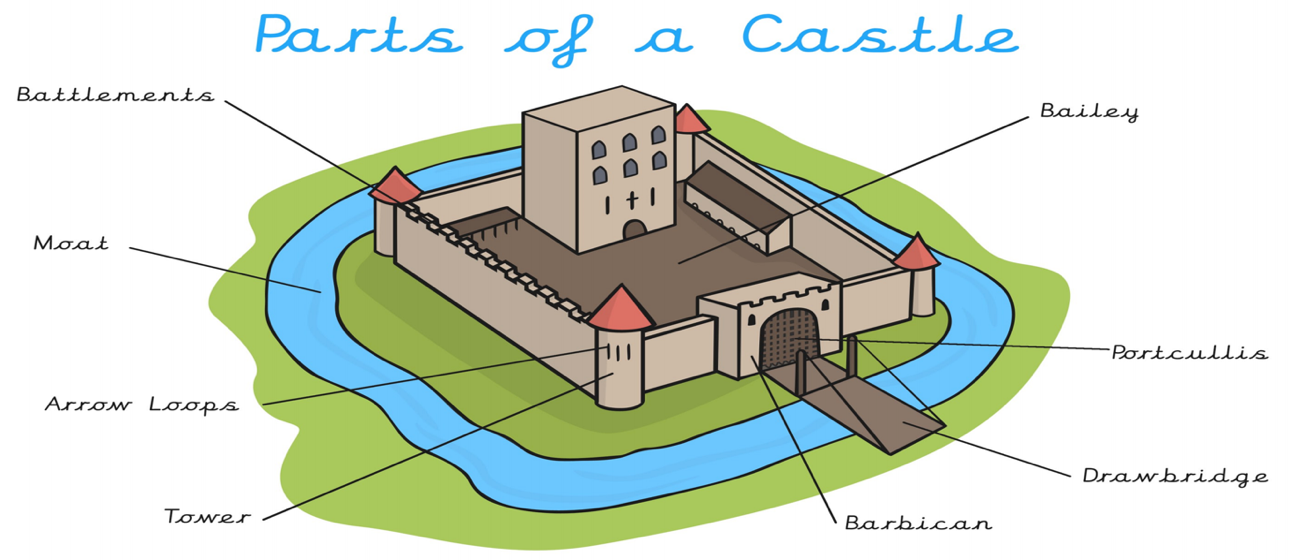 Parts of a Castle
Battlements
Bailey
Moat
Portcullis
Arrow Loops
Drawbridge
Tower
Barbican